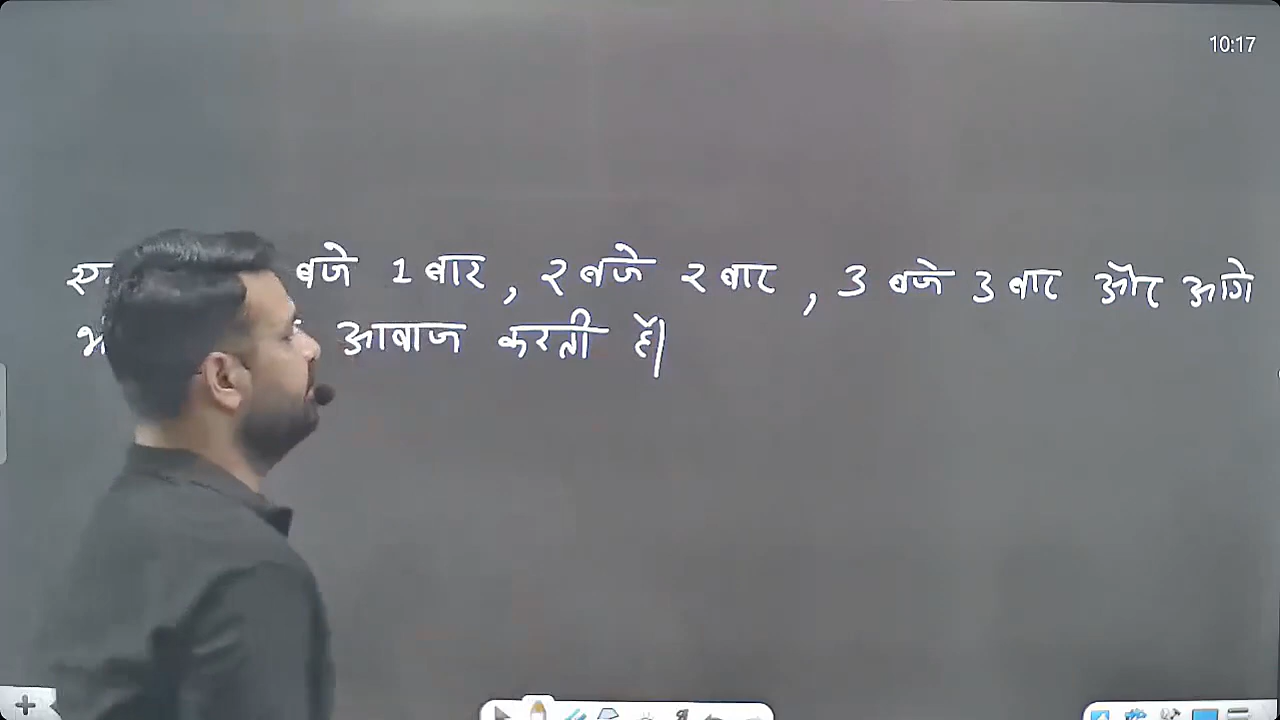 10:17
बजे 1 बार, 2 बजे 2 बार, 3 बजे 3 बार और आगे
आवाज करती है।